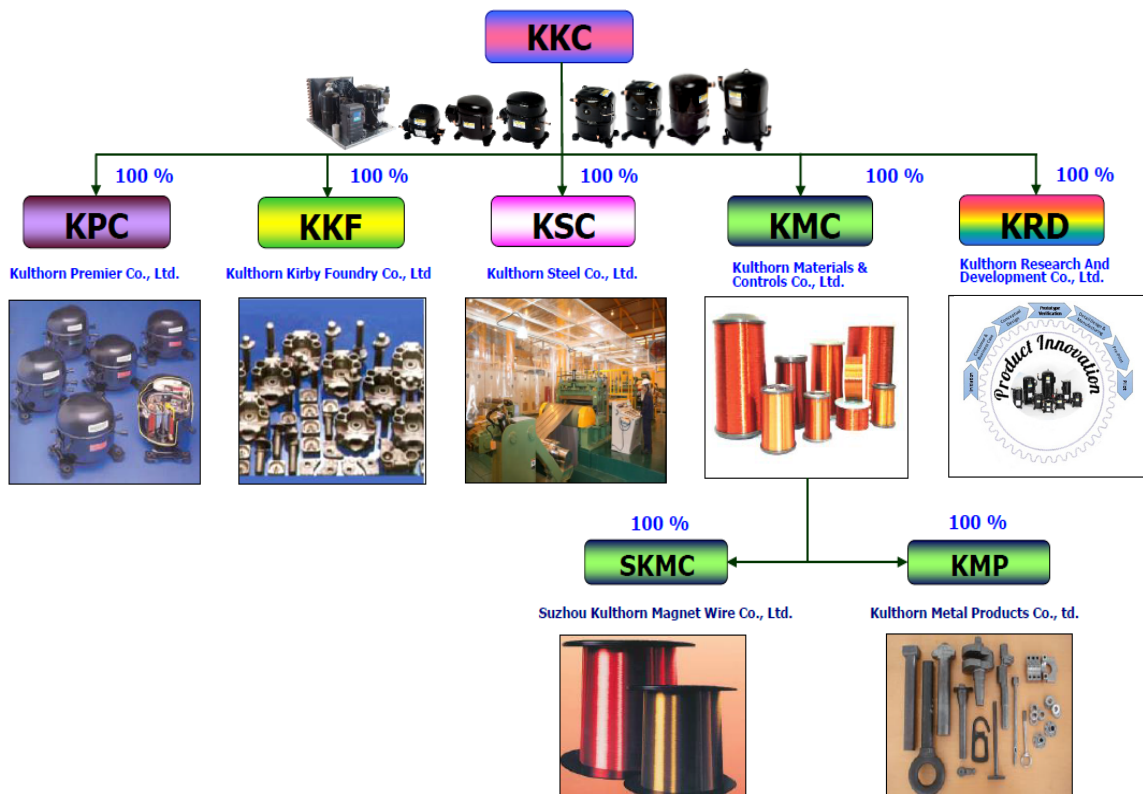 KKC
100 %
100 %
100 %
100 %
100 %
KPC
KKF
KSC
KMC
KRD
Kulthorn Premier Co., Ltd.
Kulthorn Kirby Foundry Co., Ltd
Kulthorn Steel Co., Ltd.
Kulthorn Materials &
Controls Co., Ltd.
Kulthorn Research And
Development Co., Ltd.
Prototype
Verification
Product Innovation
100 %
100 %
SKMC
KMP
Suzhou Kulthorn Magnet Wire Co., Ltd.
Kulthorn Metal Products Co., td.